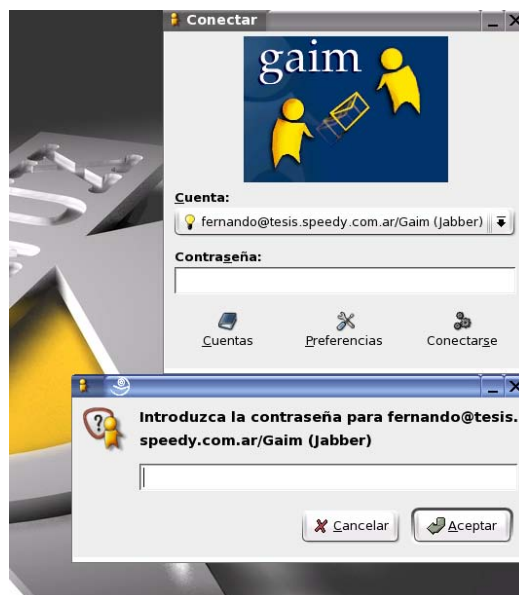 Conectar
gaim
Cuenta:
fernando@tesis.speedy.com.ar/Gaim (Jabber)
Contraseña:
Cuentas Preferencias Conectarse
Introduzca la contraseña para fernando@tesis.
speedy.com.ar/Gaim (Jabber)
Cancelar Aceptar